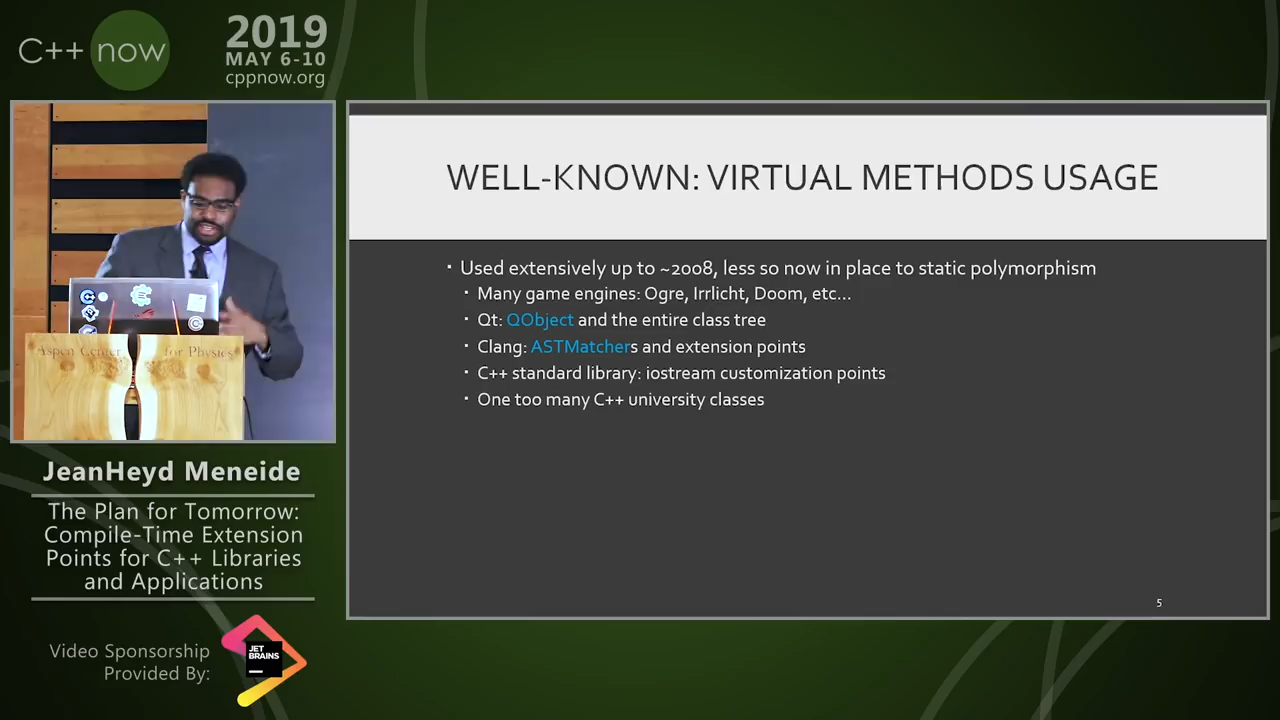 C++ now
2019
MAY 6-10
cppnow.org
Aspen Center for Physics
JeanHeyd Meneide
The Plan for Tomorrow:
Compile-Time Extension
Points for C++ Libraries
and Applications
Video Sponsorship
Provided By:
JET
BRAINS
WELL-KNOWN: VIRTUAL METHODS USAGE
▪ Used extensively up to ~2008, less so now in place to static polymorphism
▪ Many game engines: Ogre, Irrlicht, Doom, etc...
▪ Qt: QObject and the entire class tree
▪ Clang: ASTMatchers and extension points
▪ C++ standard library: iostream customization points
▪ One too many C++ university classes
5